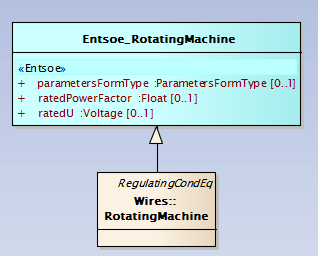 Entsoe_RotatingMachine
«Entsoe»
+ parametersFormType :ParametersFormType [0..1]
+ ratedPowerFactor :Float [0..1]
+ ratedU :Voltage [0..1]
RegulatingCondEq
Wires::
RotatingMachine